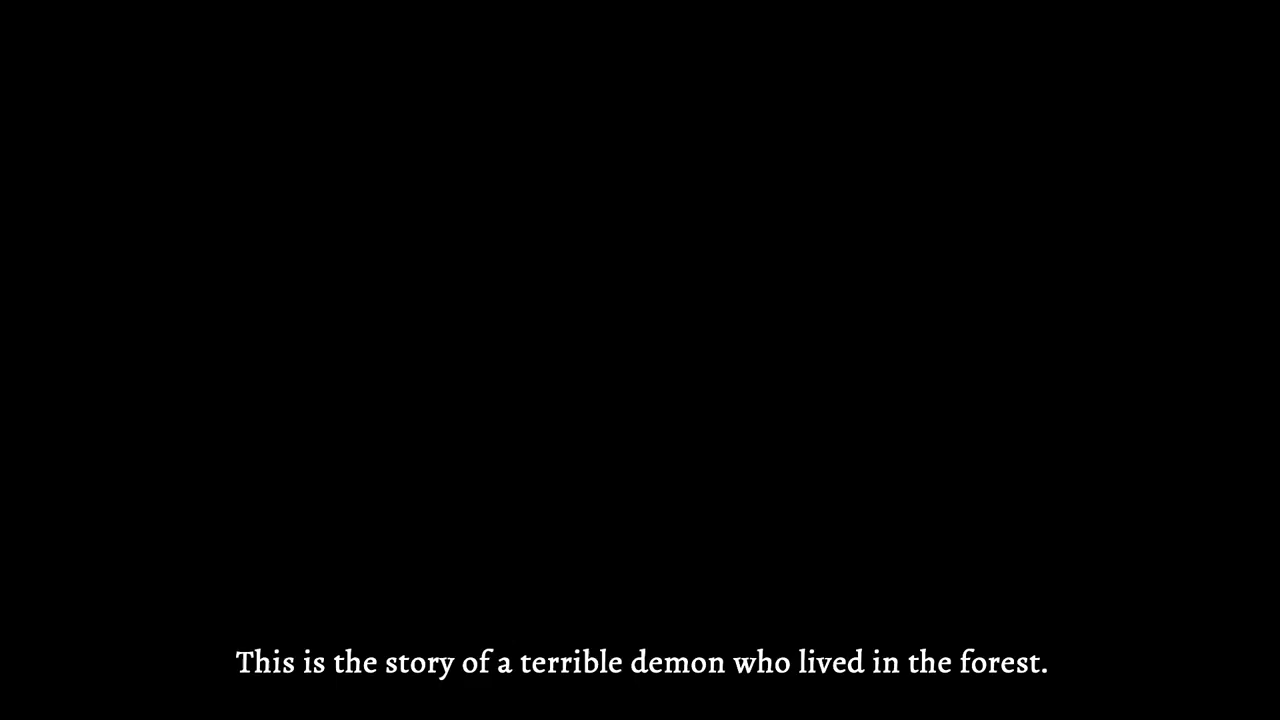 This is the story of a terrible demon who lived in the forest.